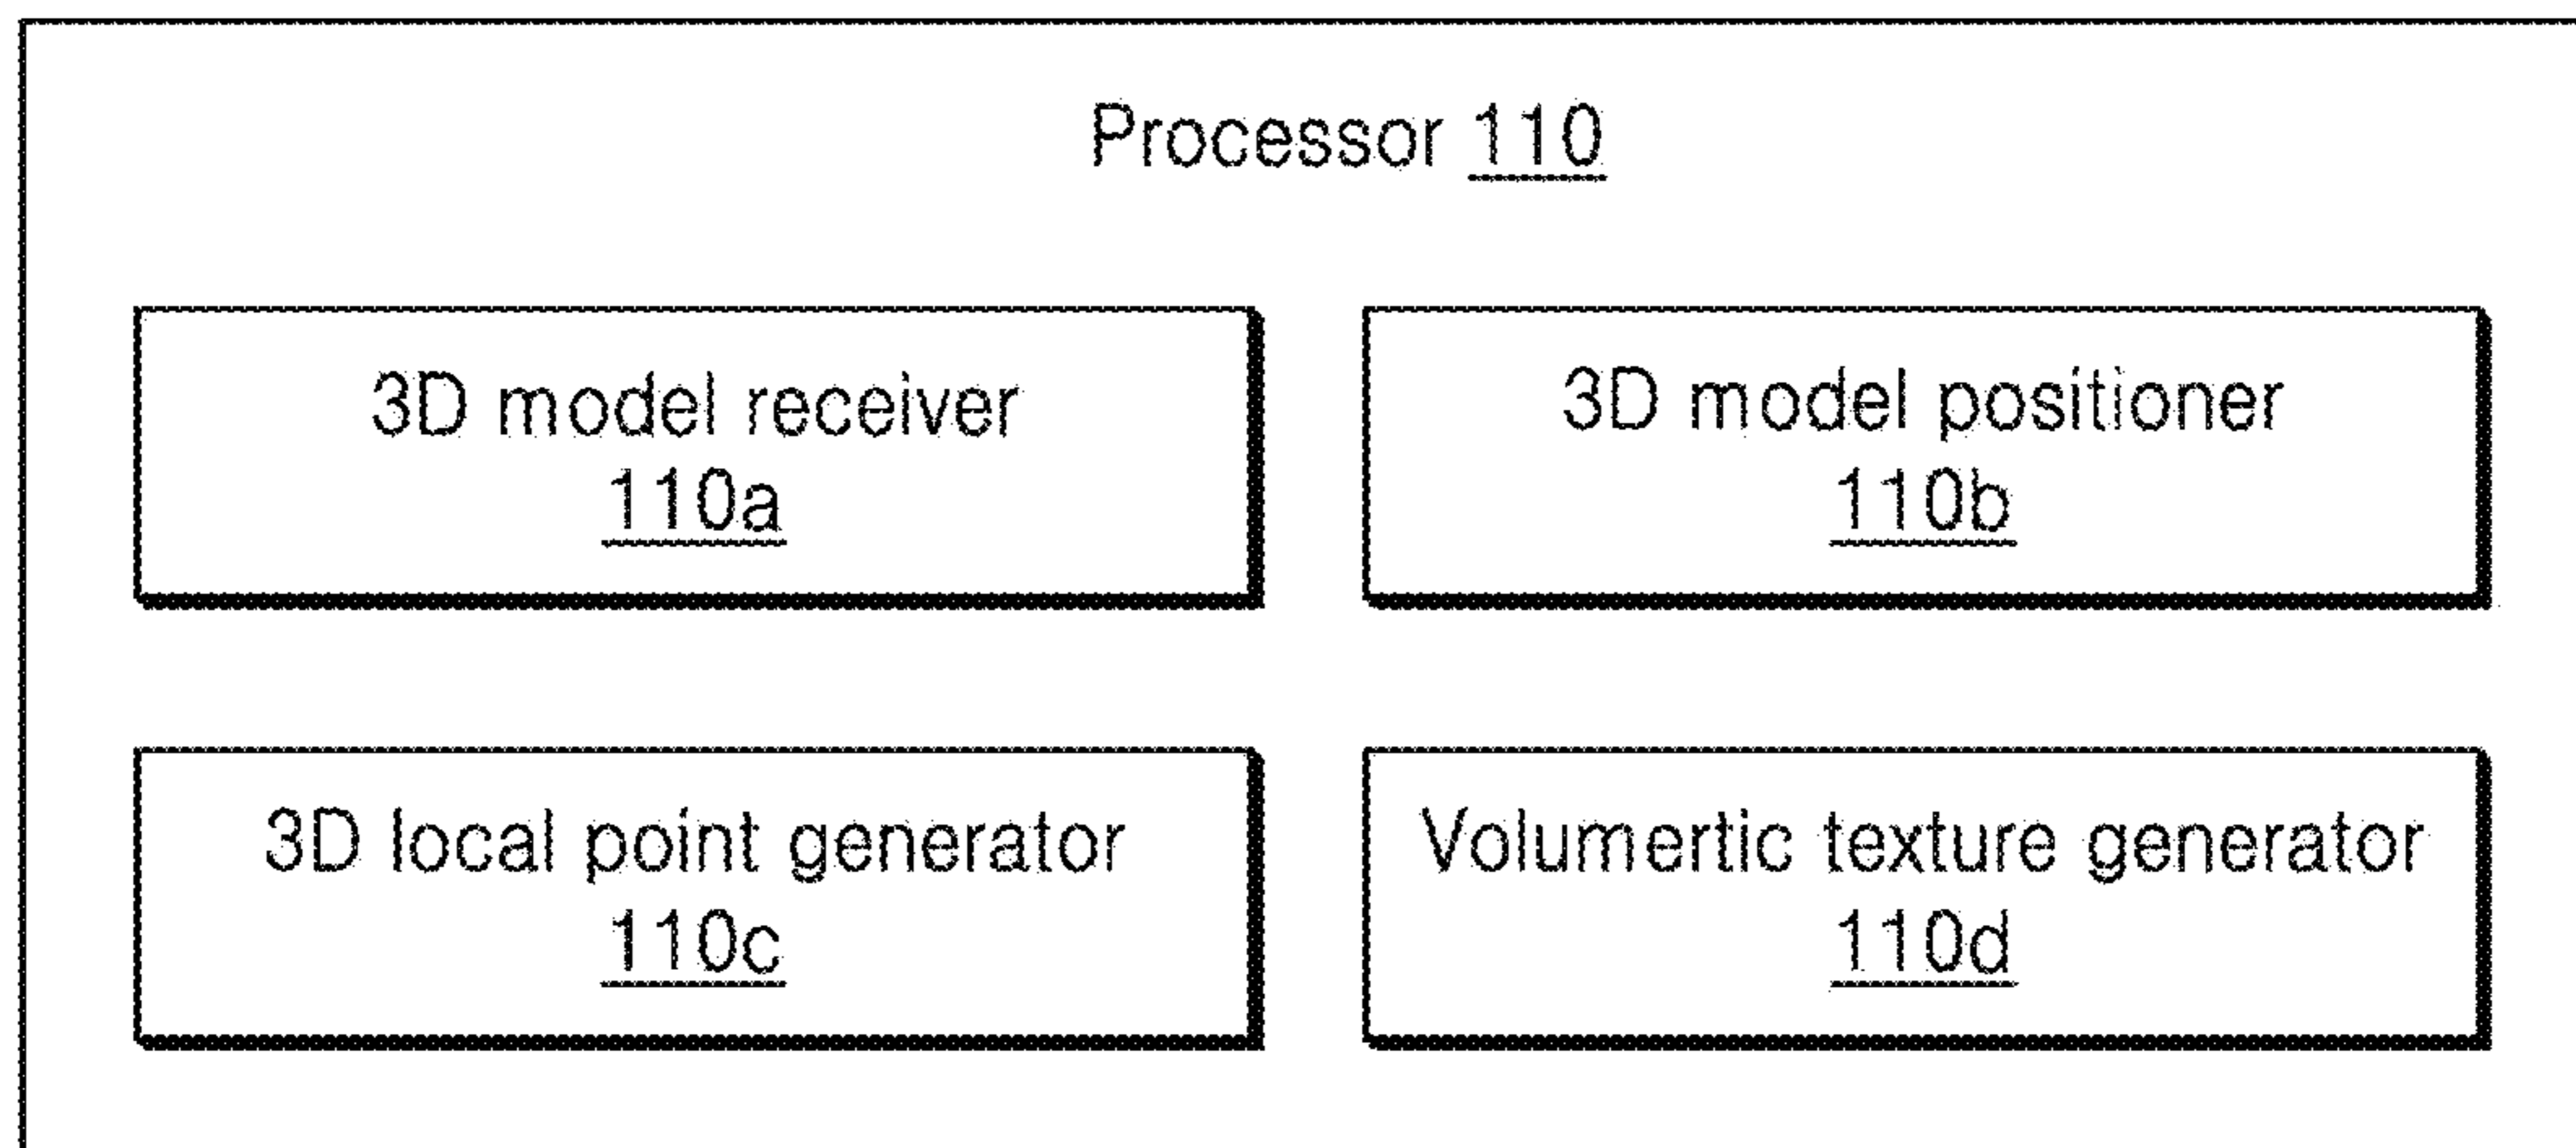 Processor 110
3D model receiver
110a
3D model positioner
110b
3D local point generator
110c
Volumertic texture generator
110d